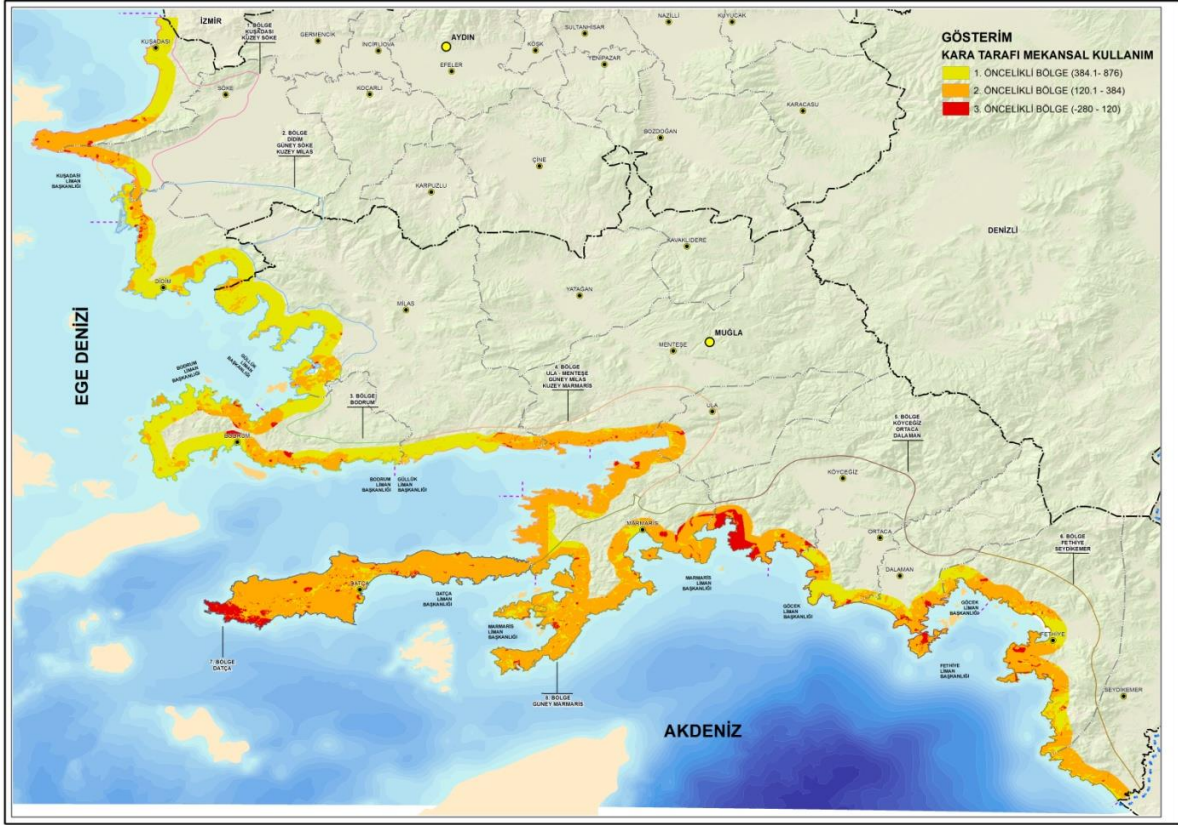 İZMİR
KUŞADASI
1. BÖLGE
KUŞADASI
KUZEY SÖKE
GERMENCİK
İNCİRLİOVA
AYDIN
EFELER
KÖŞK
SULTANHİSAR
YENİPAZAR
NAZİLLİ
KUYUCAK
GÖSTERİM
KARA TARAFI MEKANSAL KULLANIM
1. ÖNCELİKLİ BÖLGE (384.1- 876)
2. ÖNCELİKLİ BÖLGE (120.1 - 384)
3. ÖNCELİKLİ BÖLGE (-280 - 120)
SÖKE
KOÇARLI
KARACASU
BOZDOĞAN
2. BÖLGE
DİDİM
GÜNEY SÖKE
KUZEY MİLAS
ÇİNE
KARPUZLU
KUŞADASI
LİMAN
BAŞKANLIĞI
DENİZLİ
KAVAKLIDERE
DİDİM
YATAĞAN
MİLAS
EGE DENİZİ
MUĞLA
MENTEŞE
BODRUM
LİMAN
BAŞKANLIĞI
GÜLLÜK
LİMAN
BAŞKANLIĞI
4. BÖLGE
ULA - MENTEŞE
GÜNEY MİLAS
KUZEY MARMARİS
3. BÖLGE
BODRUM
ULA
5. BÖLGE
KÖYCEĞİZ
ORTACA
DALAMAN
BODRUM
BODRUM
LİMAN
BAŞKANLIĞI
GÜLLÜK
LİMAN
BAŞKANLIĞI
KÖYCEĞİZ
MARMARİS
ORTACA
6. BÖLGE
FETHİYE
SEYDİKEMER
DALAMAN
DATÇA
DATÇA
LİMAN
BAŞKANLIĞI
MARMARİS
LİMAN
BAŞKANLIĞI
GÖCEK
LİMAN
BAŞKANLIĞI
GÖCEK
LİMAN
BAŞKANLIĞI
MARMARİS
LİMAN
BAŞKANLIĞI
FETHİYE
7. BÖLGE
DATÇA
FETHİYE
LİMAN
BAŞKANLIĞI
SEYDİKEMER
GÜNEY MARMARİS
AKDENİZ